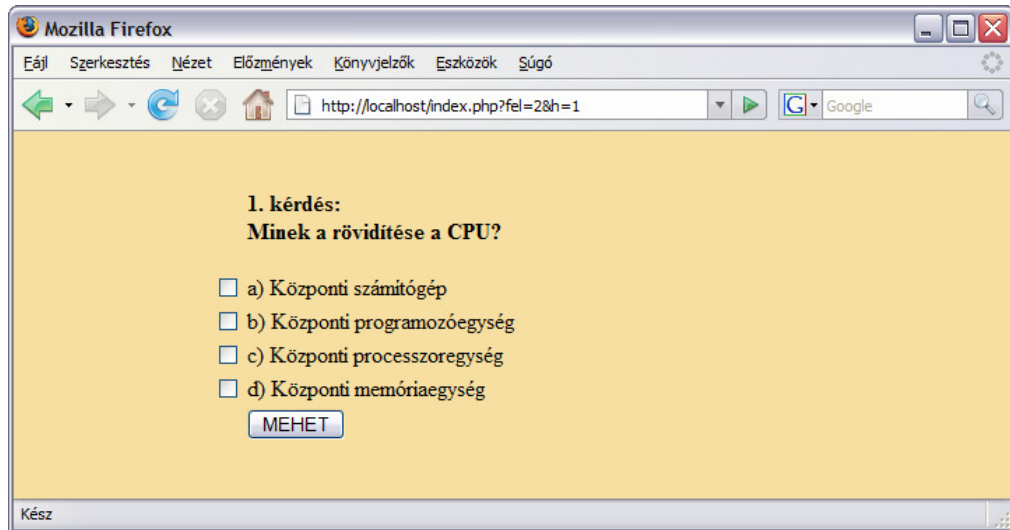 Mozilla Firefox
Fájl Szerkesztés Nézet Előzmények Könyvjelzők Eszközök Súgó
http://localhost/index.php?fel=2&h=1 G Google
1. kérdés:
Minek a rövidítése a CPU?
a) Központi számítógép
b) Központi programozóegység
c) Központi processzoregység
d) Központi memóriaegység
MEHET
Kész